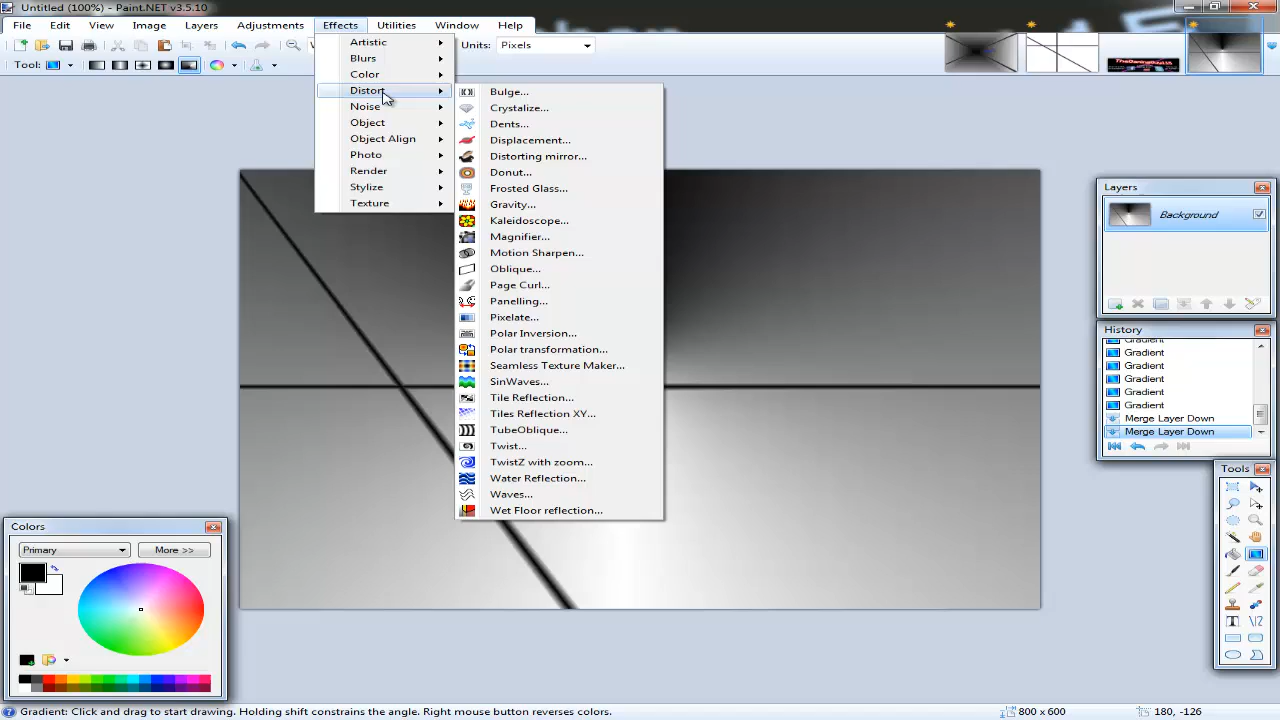 Untitled (100%) - Paint.NET v3.5.10
File Edit View Image Layers Adjustments Effects Utilities Window Help
Units: Pixels
Tool:
Artistic
Blurs
Color
Distort
Noise
Object
Object Align
Photo
Render
Stylize
Texture
Bulge...
Crystalize...
Dents...
Displacement...
Distorting mirror...
Donut...
Frosted Glass...
Gravity...
Kaleidoscope...
Magnifier...
Motion Sharpen...
Oblique...
Page Curl...
Panelling...
Pixelate...
Polar Inversion...
Polar transformation...
Seamless Texture Maker...
SinWaves...
Tile Reflection...
Tiles Reflection XY...
TubeOblique...
Twist...
TwistZ with zoom...
Water Reflection...
Waves...
Wet Floor reflection...
Layers
Background
History
Gradient
Gradient
Gradient
Gradient
Gradient
Gradient
Merge Layer Down
Merge Layer Down
Tools
Colors
Primary
More >>
Gradient: Click and drag to start drawing. Holding shift constrains the angle. Right mouse button reverses colors.
800 x 600
180, -126